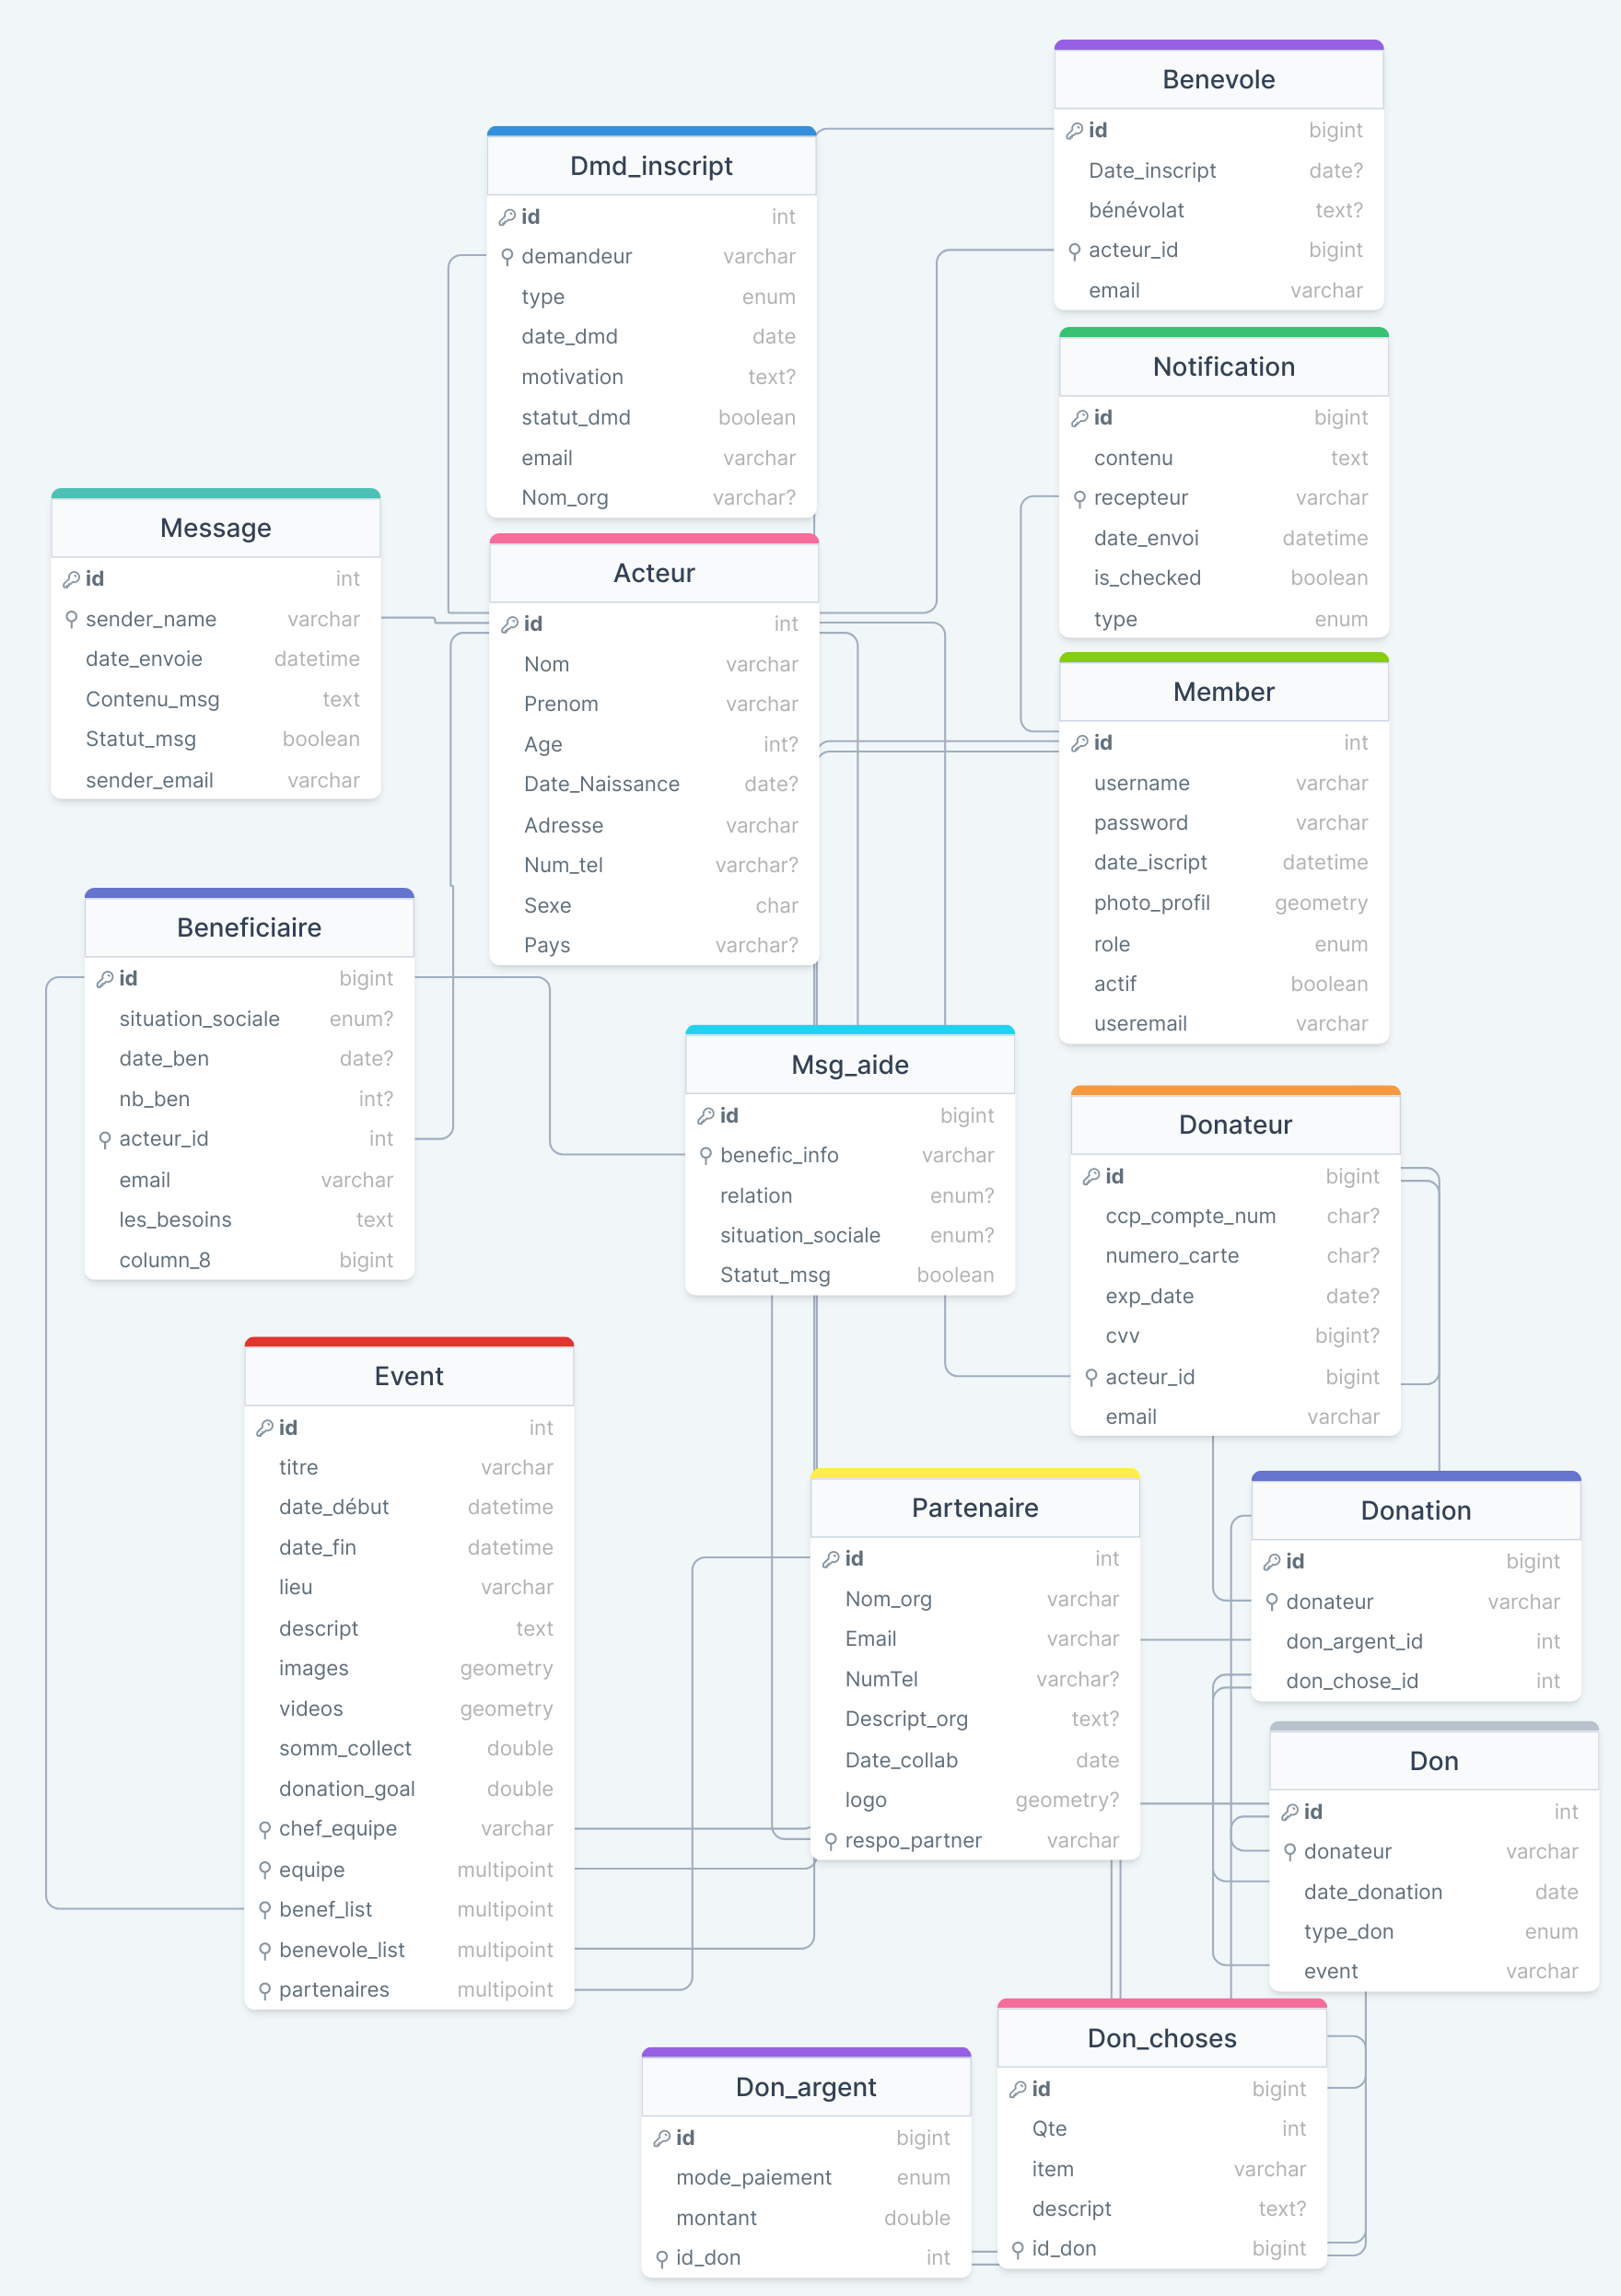 Benevole
id bigint
Date_inscript date?
bénévolat text?
acteur_id bigint
email varchar
Dmd_inscript
id int
demandeur varchar
type enum
date_dmd date
motivation text?
statut_dmd boolean
email varchar
Nom_org varchar?
Notification
id bigint
contenu text
recepteur varchar
date_envoi datetime
is_checked boolean
type enum
Message
id int
sender_name varchar
date_envoie datetime
Contenu_msg text
Statut_msg boolean
sender_email varchar
Acteur
id int
Nom varchar
Prenom varchar
Age int?
Date_Naissance date?
Adresse varchar
Num_tel varchar?
Sexe char
Pays varchar?
Member
id int
username varchar
password varchar
date_iscript datetime
photo_profil geometry
role enum
actif boolean
useremail varchar
Beneficiaire
id bigint
situation_sociale enum?
date_ben date?
nb_ben int?
acteur_id int
email varchar
les_besoins text
column_8 bigint
Msg_aide
id bigint
benefic_info varchar
relation enum?
situation_sociale enum?
Statut_msg boolean
Donateur
id bigint
ccp_compte_num char?
numero_carte char?
exp_date date?
cvv bigint?
acteur_id bigint
email varchar
Event
id int
titre varchar
date_début datetime
date_fin datetime
lieu varchar
descript text
images geometry
videos geometry
somm_collect double
donation_goal double
chef_equipe varchar
equipe multipoint
benef_list multipoint
benevole_list multipoint
partenaires multipoint
Partenaire
id int
Nom_org varchar
Email varchar
NumTel varchar?
Descript_org text?
Date_collab date
logo geometry?
respo_partner varchar
Donation
id bigint
donateur varchar
don_argent_id int
don_chose_id int
Don
id int
donateur varchar
date_donation date
type_don enum
event varchar
Don_choses
id bigint
Qte int
item varchar
descript text?
id_don bigint
Don_argent
id bigint
mode_paiement enum
montant double
id_don int